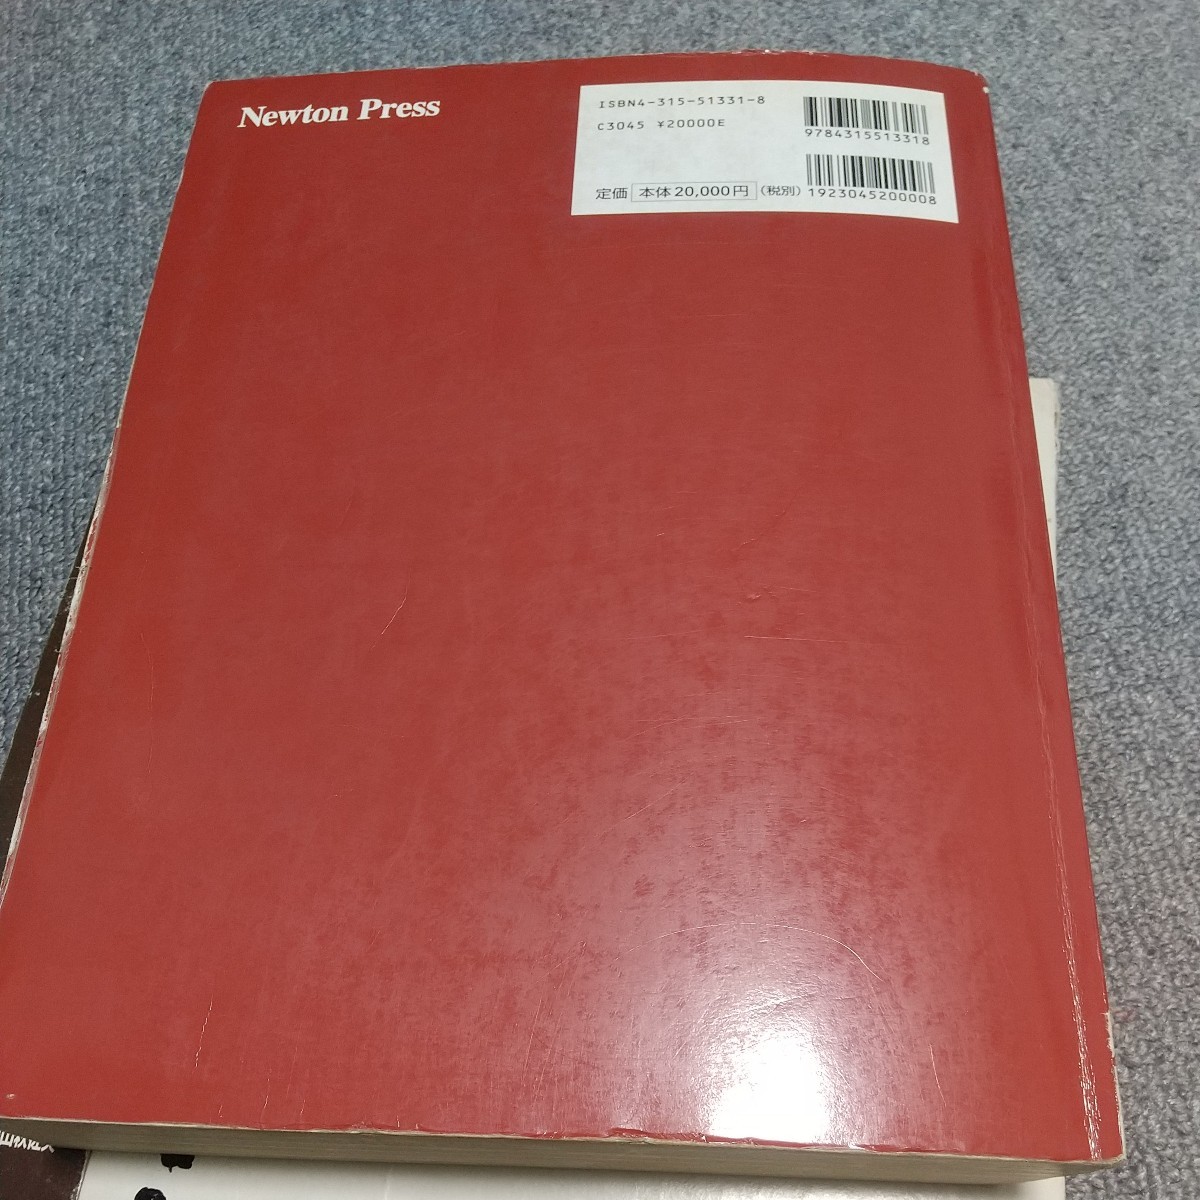 Newton Press
ISBN4-315-51331-8
C3045 ¥20000E
定価 本体20,000円 (税別)
9784315513318
1923045200008